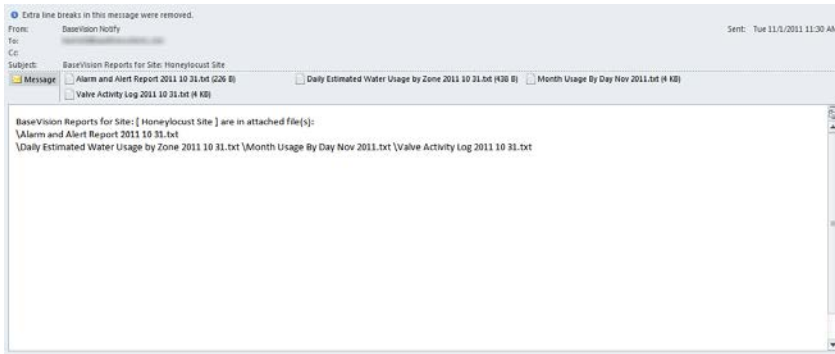 Extra line breaks in this message were removed.
From: BaseVision Notify Sent: Tue 11/1/2011 11:30 AM
To:
Cc:
Subject: BaseVision Reports for Site: Honeylocust Site
Message Alarm and Alert Report 2011 10 31.txt (226 B) Daily Estimated Water Usage by Zone 2011 10 31.txt (438 B) Month Usage By Day Nov 2011.txt (4 KB)
Valve Activity Log 2011 10 31.txt (4 KB)
BaseVision Reports for Site: [ Honeylocust Site ] are in attached file(s):
\Alarm and Alert Report 2011 10 31.txt
\Daily Estimated Water Usage by Zone 2011 10 31.txt \Month Usage By Day Nov 2011.txt \Valve Activity Log 2011 10 31.txt